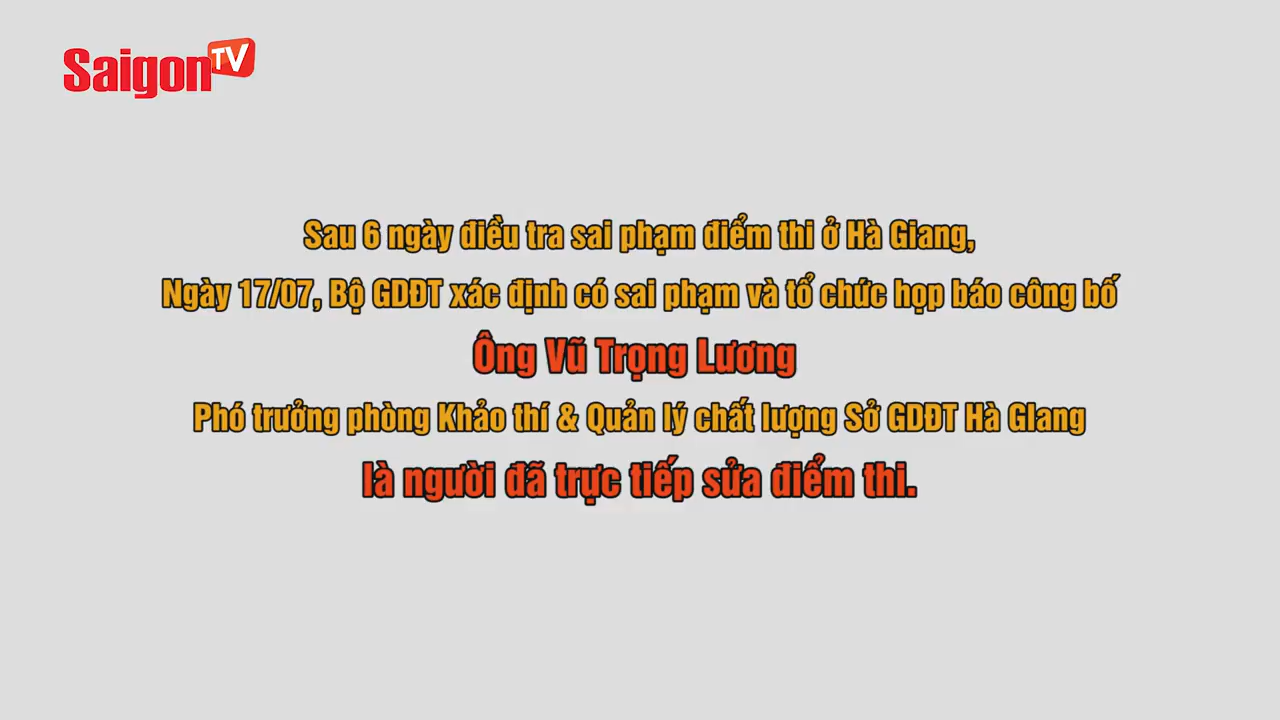 Saigon TV
Sau 6 ngày điều tra sai phạm điểm thi ở Hà Giang,
Ngày 17/07, Bộ GDĐT xác định có sai phạm và tổ chức họp báo công bố
Ông Vũ Trọng Lương
Phó trưởng phòng Khảo thí & Quản lý chất lượng Sở GDĐT Hà GIang
là người đã trực tiếp sửa điểm thi.